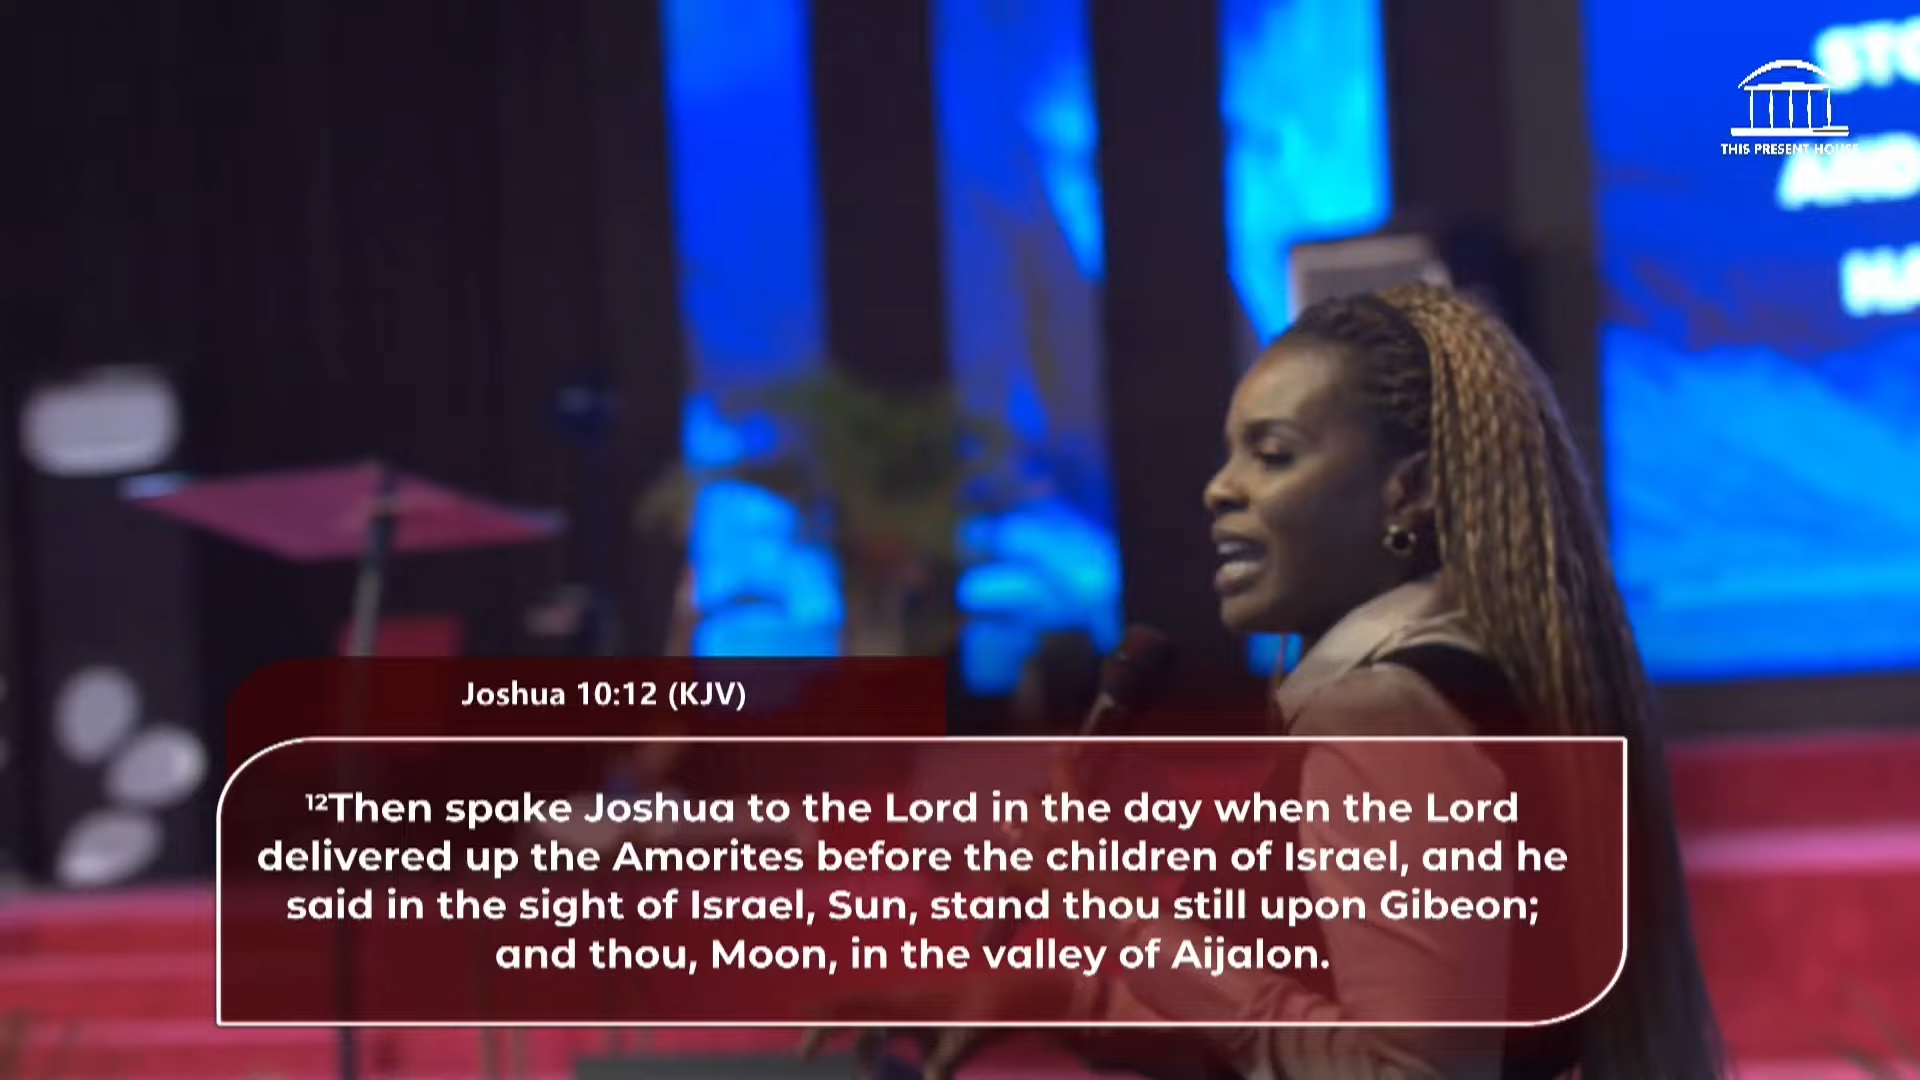 THIS PRESENT HOUSE
Joshua 10:12 (KJV)
¹²Then spake Joshua to the Lord in the day when the Lord
delivered up the Amorites before the children of Israel, and he
said in the sight of Israel, Sun, stand thou still upon Gibeon;
and thou, Moon, in the valley of Aijalon.